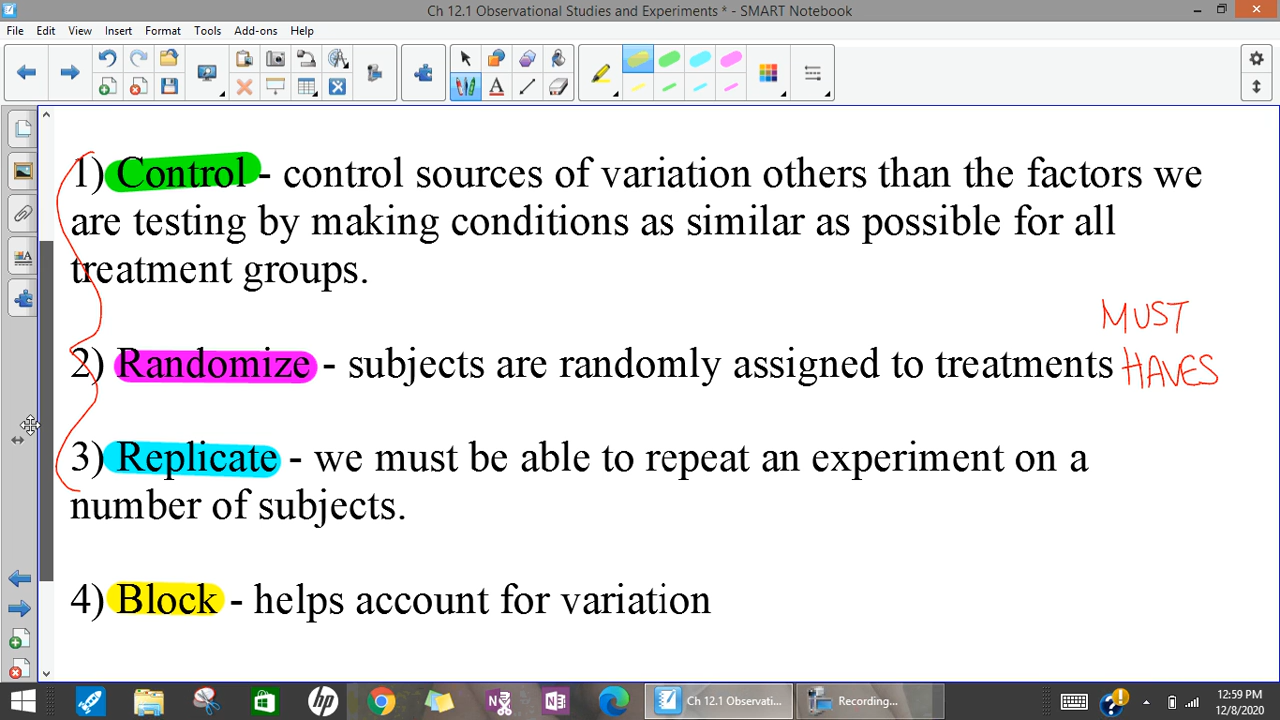 Ch 12.1 Observational Studies and Experiments * - SMART Notebook
File Edit View Insert Format Tools Add-ons Help
1) Control - control sources of variation others than the factors we
are testing by making conditions as similar as possible for all
treatment groups.
MUST
2) Randomize - subjects are randomly assigned to treatments HAVES
3) Replicate - we must be able to repeat an experiment on a
number of subjects.
4) Block - helps account for variation
Ch 12.1 Observati...
Recording...
12:59 PM
12/8/2020